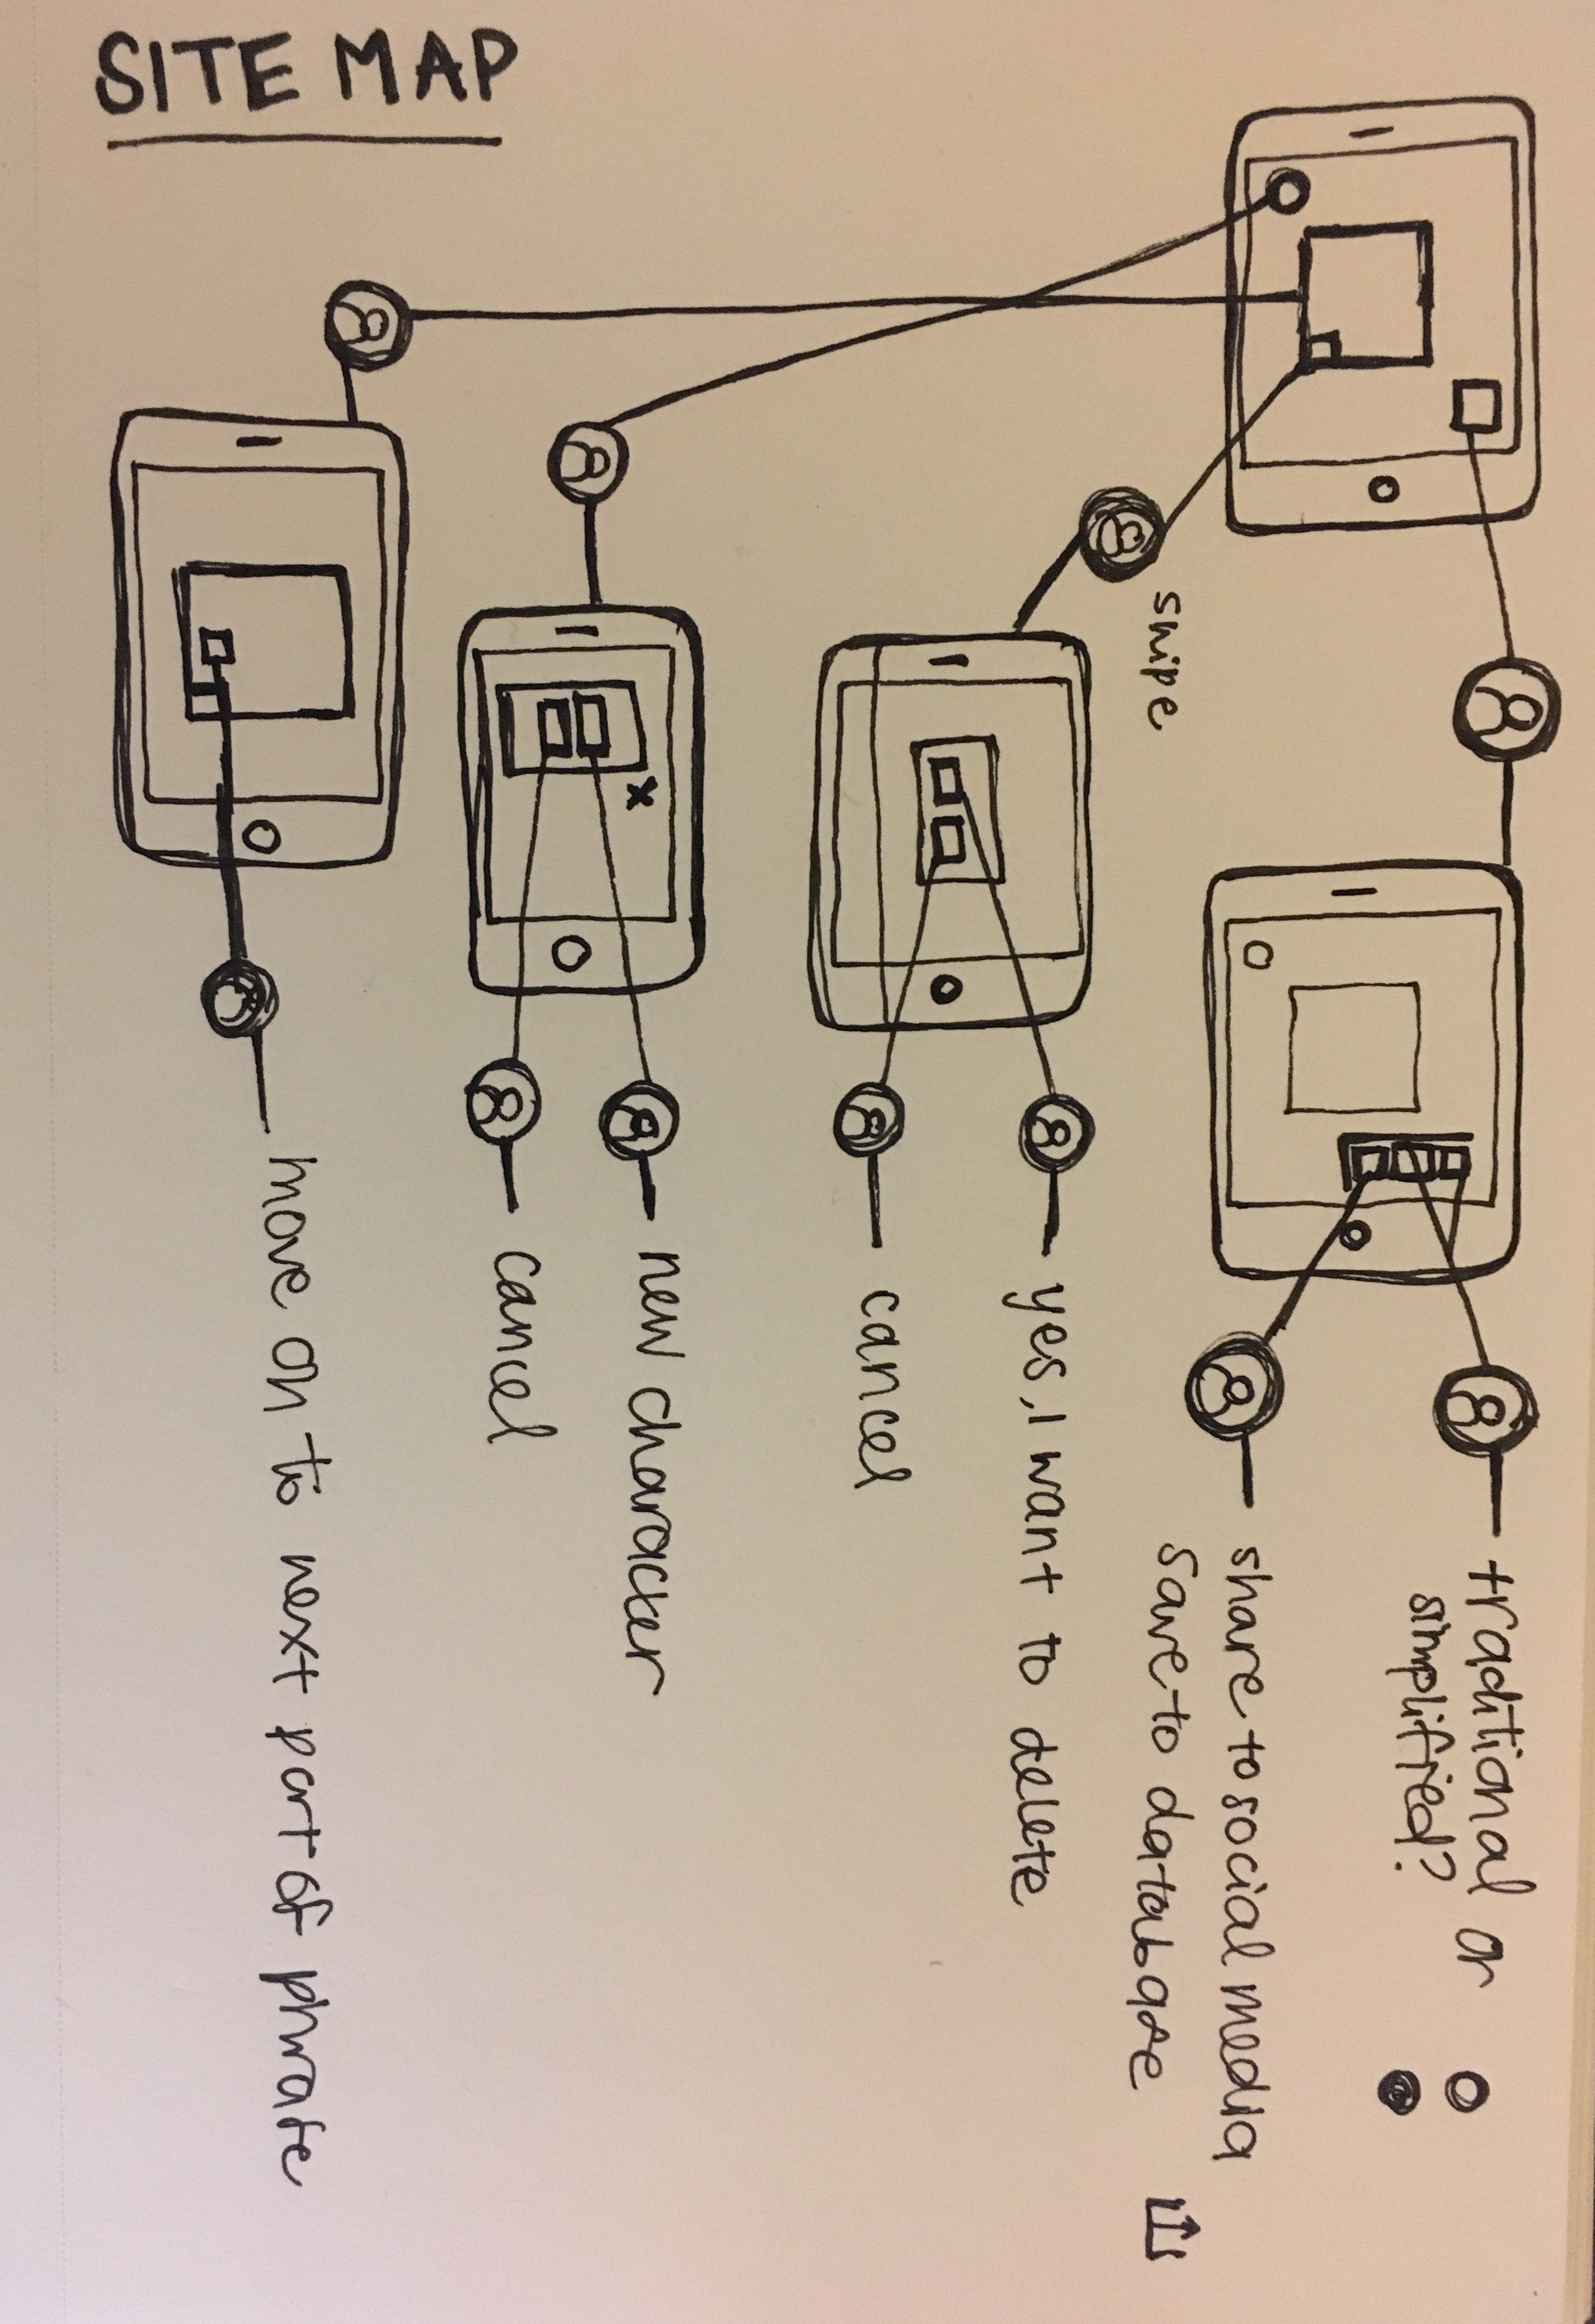 SITE MAP
swipe
traditional or
simplified?
share to social media
save to database
yes, I want to delete
cancel
x
new character
cancel
move on to next part of phrase